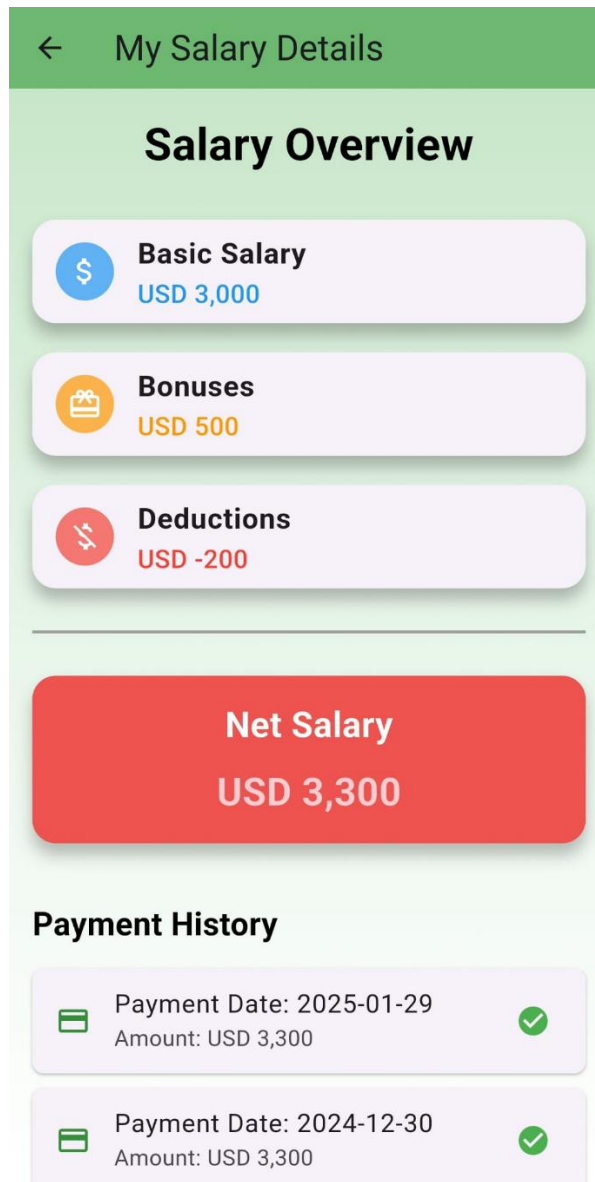 My Salary Details
Salary Overview
Basic Salary
USD 3,000
Bonuses
USD 500
Deductions
USD -200
Net Salary
USD 3,300
Payment History
Payment Date: 2025-01-29
Amount: USD 3,300
Payment Date: 2024-12-30
Amount: USD 3,300